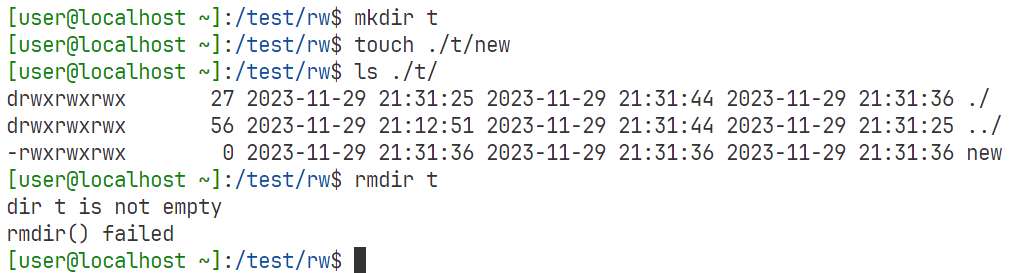 [user@localhost ~]:/test/rw$ mkdir t
[user@localhost ~]:/test/rw$ touch ./t/new
[user@localhost ~]:/test/rw$ ls ./t/
drwxrwxrwx       27 2023-11-29 21:31:25 2023-11-29 21:31:44 2023-11-29 21:31:36 ./
drwxrwxrwx       56 2023-11-29 21:12:51 2023-11-29 21:31:44 2023-11-29 21:31:25 ../
-rwxrwxrwx        0 2023-11-29 21:31:36 2023-11-29 21:31:36 2023-11-29 21:31:36 new
[user@localhost ~]:/test/rw$ rmdir t
dir t is not empty
rmdir() failed
[user@localhost ~]:/test/rw$